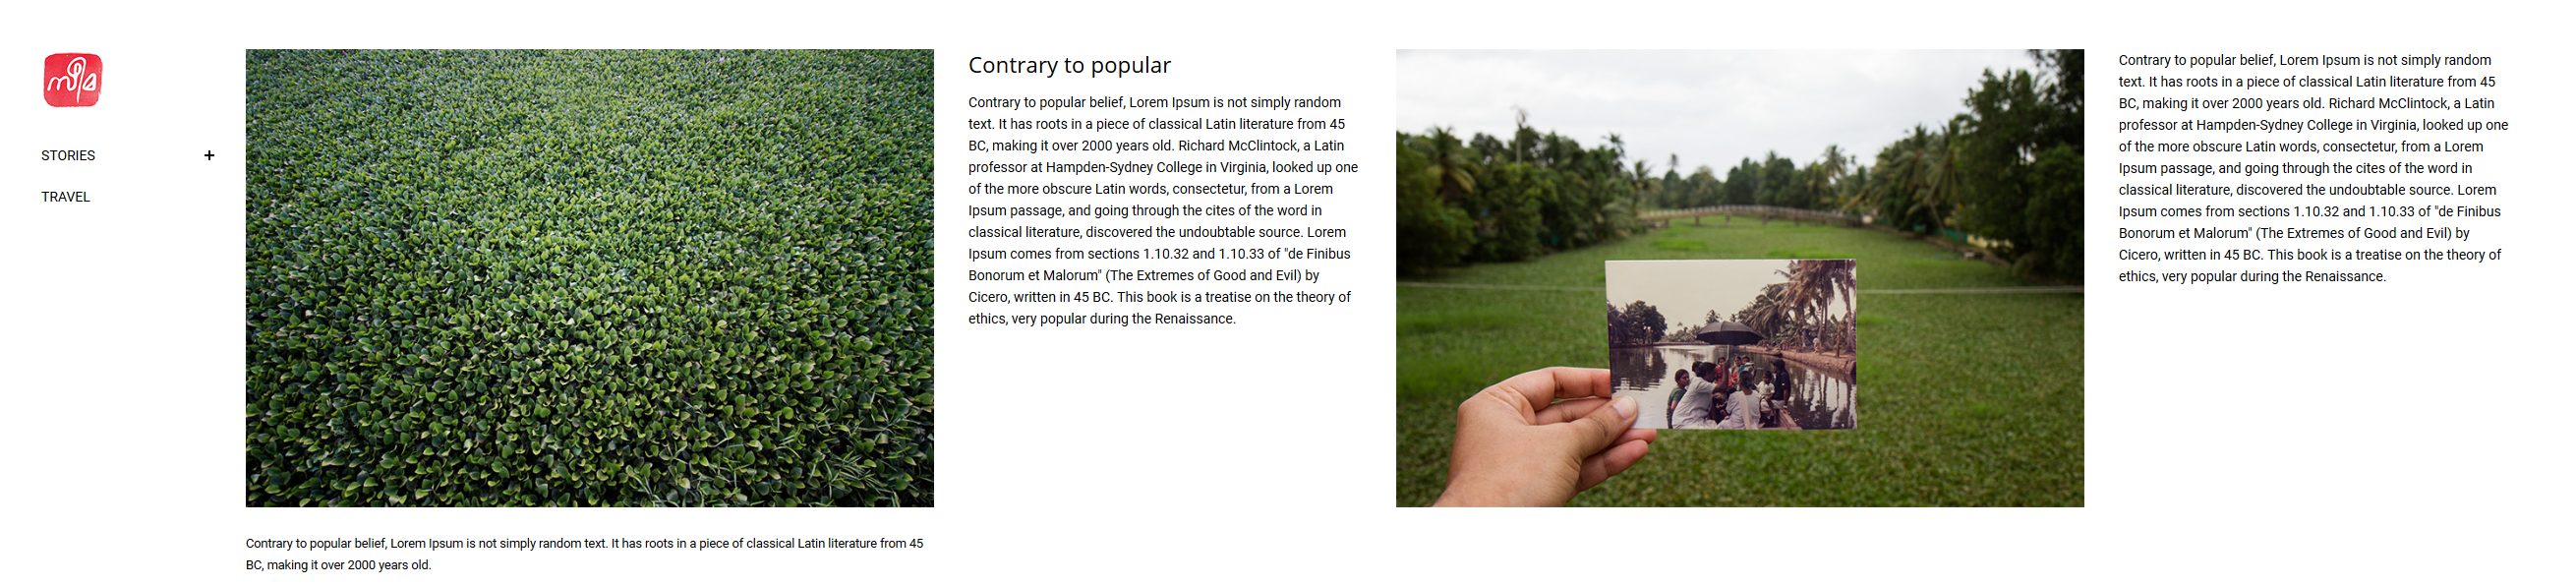 mila
STORIES +
TRAVEL
Contrary to popular belief, Lorem Ipsum is not simply random text. It has roots in a piece of classical Latin literature from 45
BC, making it over 2000 years old.
Contrary to popular
Contrary to popular belief, Lorem Ipsum is not simply random
text. It has roots in a piece of classical Latin literature from 45
BC, making it over 2000 years old. Richard McClintock, a Latin
professor at Hampden-Sydney College in Virginia, looked up one
of the more obscure Latin words, consectetur, from a Lorem
Ipsum passage, and going through the cites of the word in
classical literature, discovered the undoubtable source. Lorem
Ipsum comes from sections 1.10.32 and 1.10.33 of "de Finibus
Bonorum et Malorum" (The Extremes of Good and Evil) by
Cicero, written in 45 BC. This book is a treatise on the theory of
ethics, very popular during the Renaissance.
Contrary to popular belief, Lorem Ipsum is not simply random
text. It has roots in a piece of classical Latin literature from 45
BC, making it over 2000 years old. Richard McClintock, a Latin
professor at Hampden-Sydney College in Virginia, looked up one
of the more obscure Latin words, consectetur, from a Lorem
Ipsum passage, and going through the cites of the word in
classical literature, discovered the undoubtable source. Lorem
Ipsum comes from sections 1.10.32 and 1.10.33 of "de Finibus
Bonorum et Malorum" (The Extremes of Good and Evil) by
Cicero, written in 45 BC. This book is a treatise on the theory of
ethics, very popular during the Renaissance.